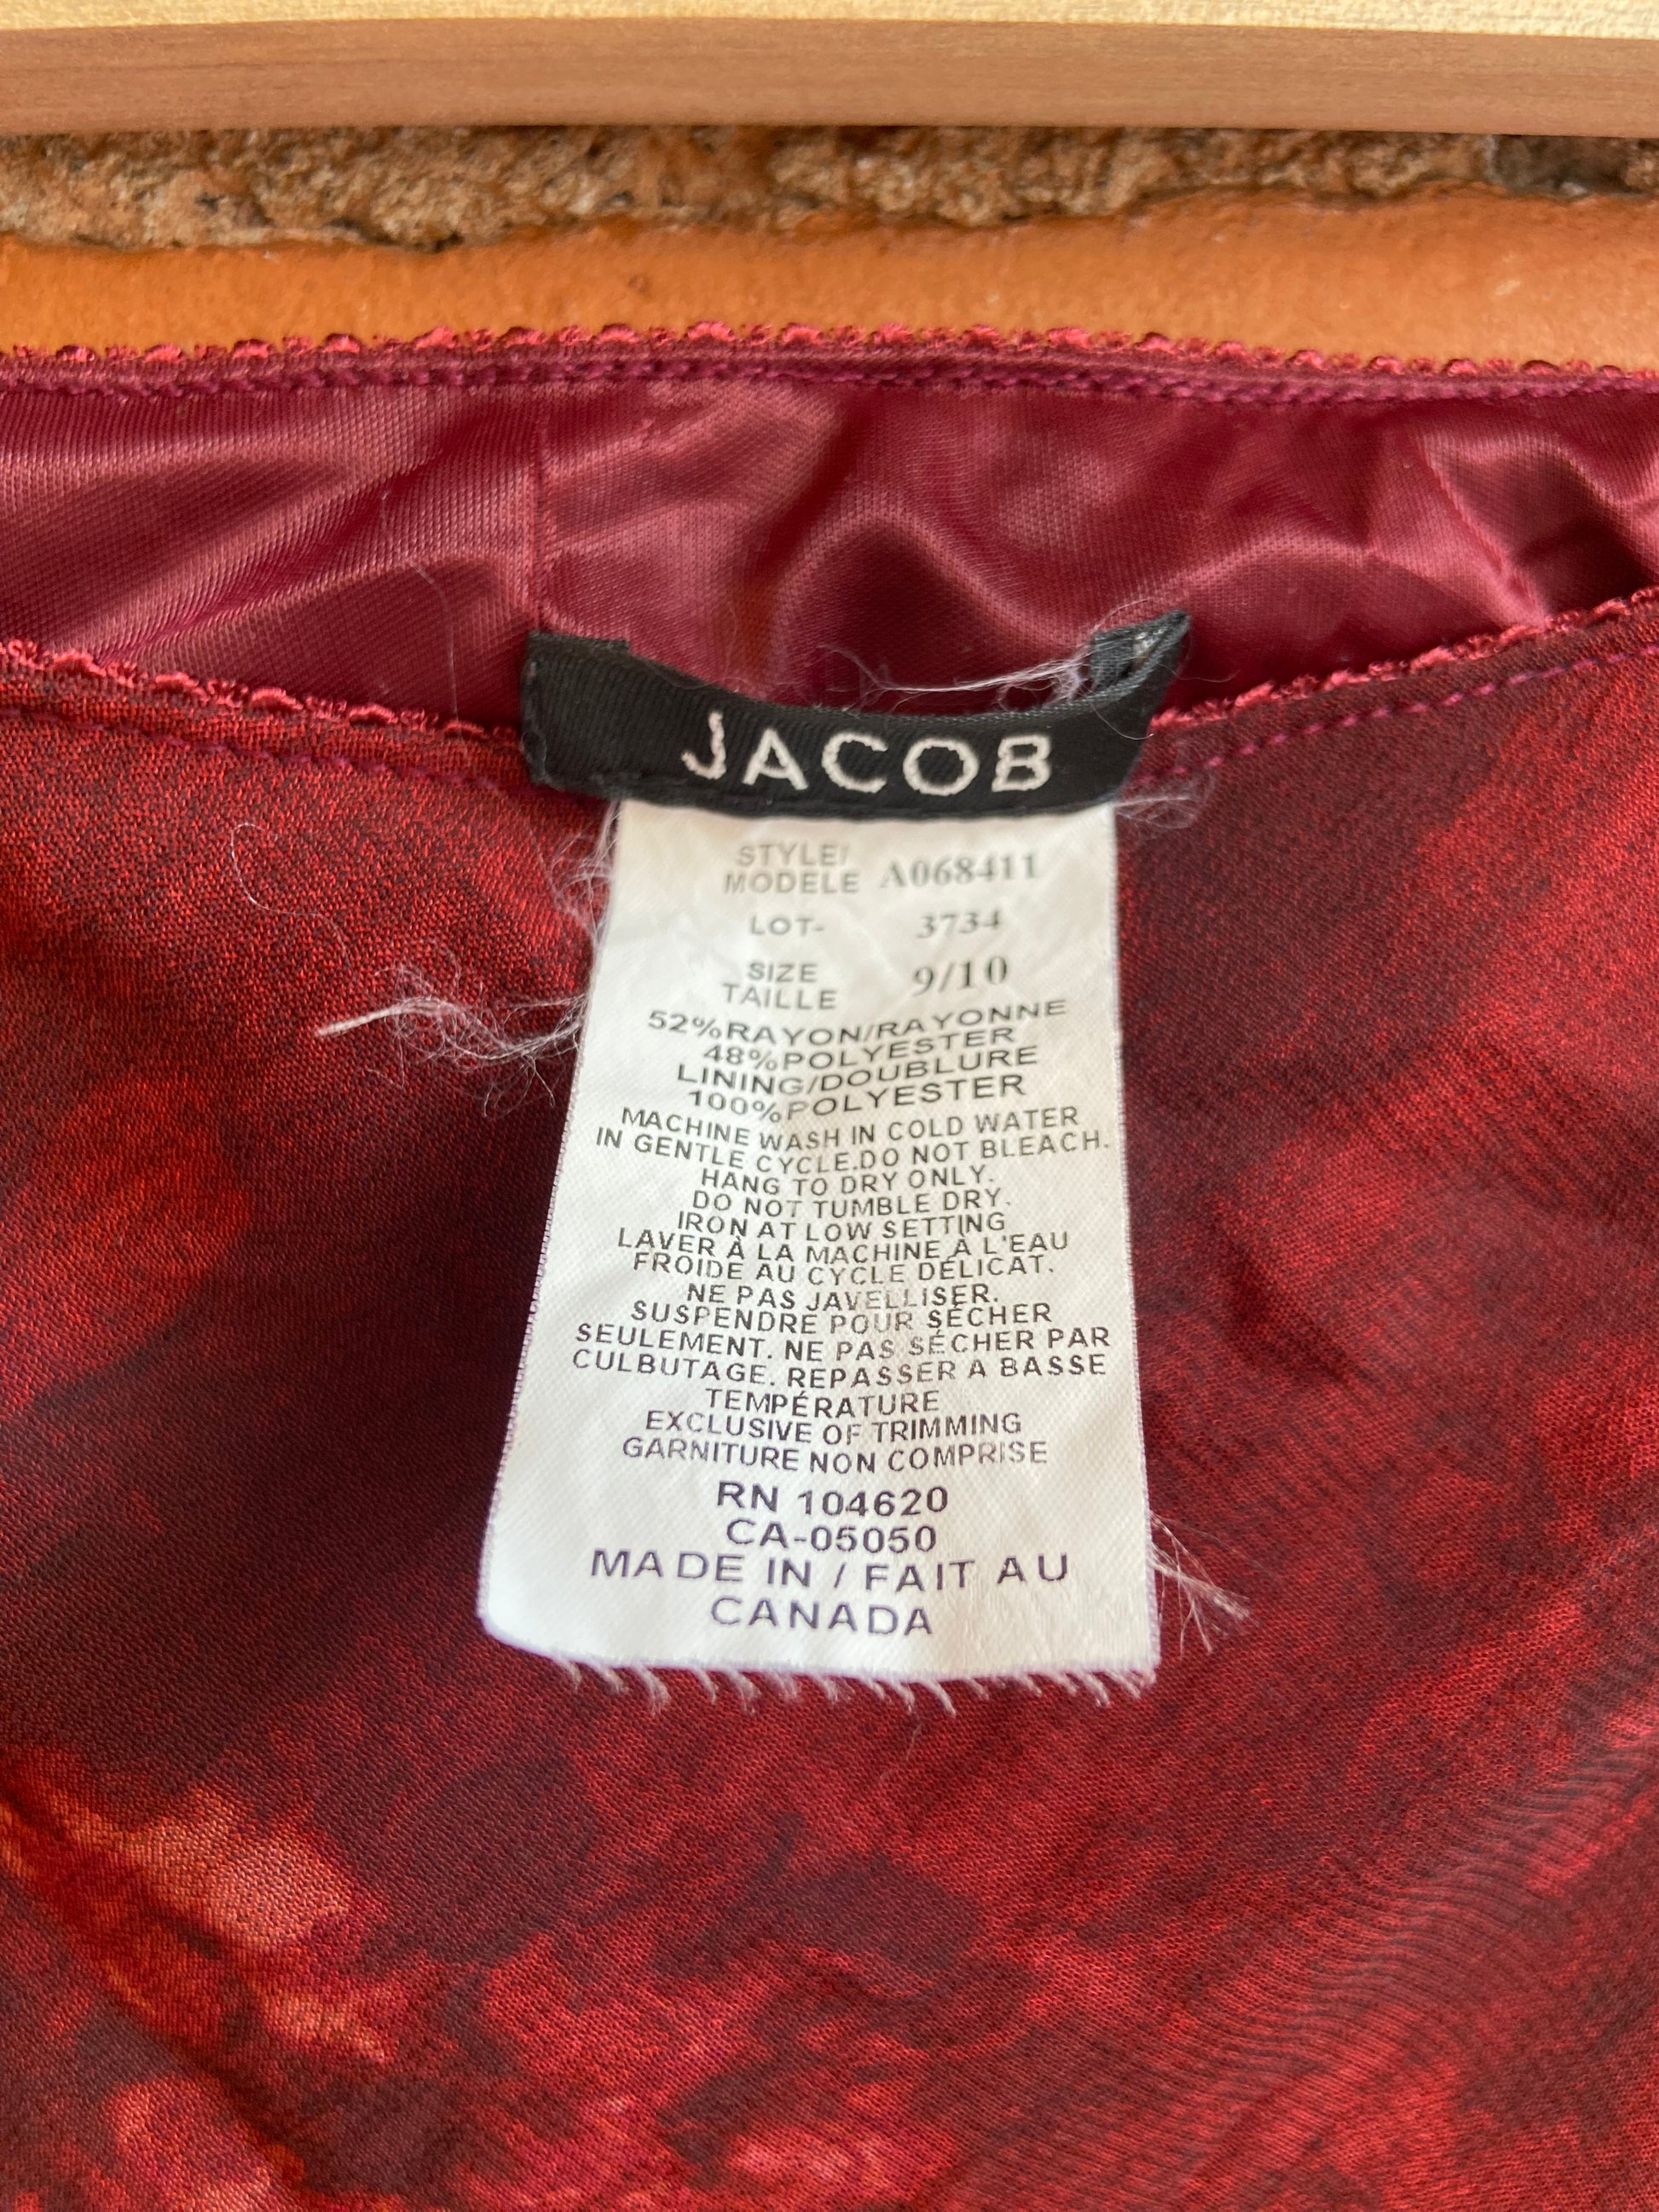 JACOB
STYLE/
MODELE A068411
LOT- 3734
SIZE
TAILLE 9/10
52%RAYON/RAYONNE
48%POLYESTER
LINING/DOUBLURE
100%POLYESTER
MACHINE WASH IN COLD WATER
IN GENTLE CYCLE.DO NOT BLEACH.
HANG TO DRY ONLY.
DO NOT TUMBLE DRY.
IRON AT LOW SETTING
LAVER À LA MACHINE À L'EAU
FROIDE AU CYCLE DÉLICAT.
NE PAS JAVELLISER.
SUSPENDRE POUR SÉCHER
SEULEMENT. NE PAS SÉCHER PAR
CULBUTAGE. REPASSER A BASSE
TEMPÉRATURE
EXCLUSIVE OF TRIMMING
GARNITURE NON COMPRISE
RN 104620
CA-05050
MADE IN / FAIT AU
CANADA